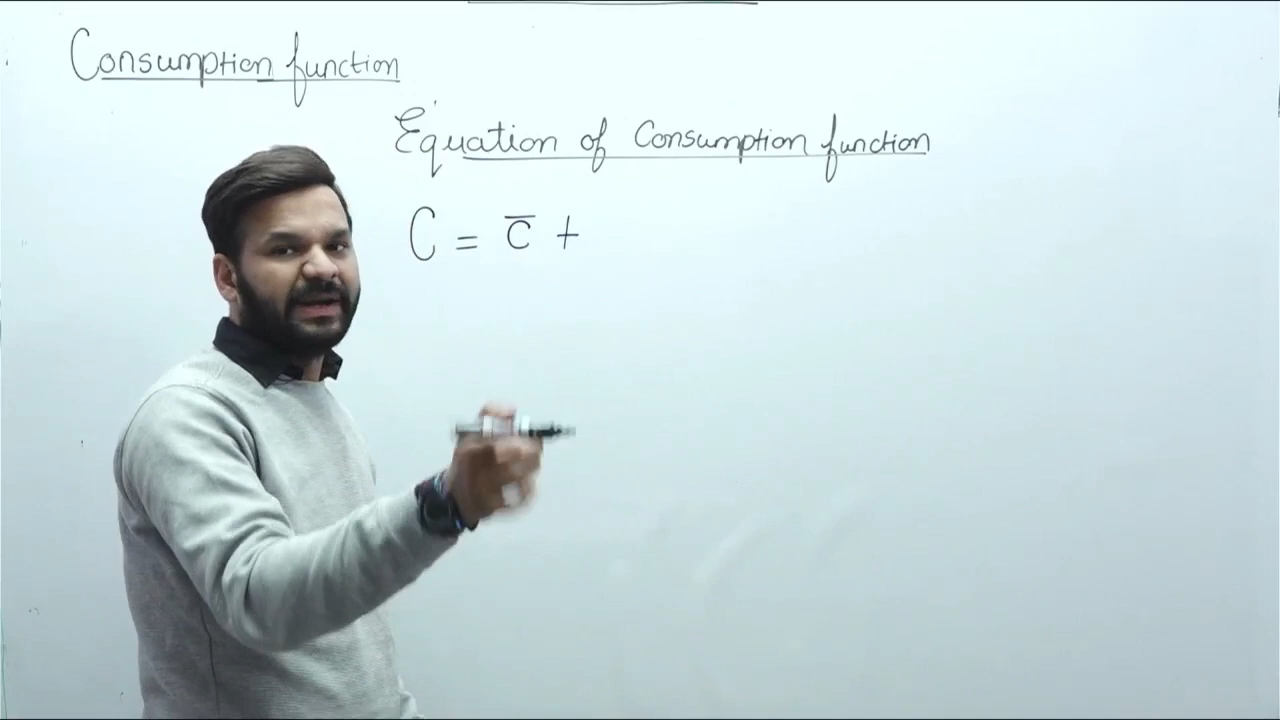 Consumption function
Equation of Consumption function
C = c̅ +